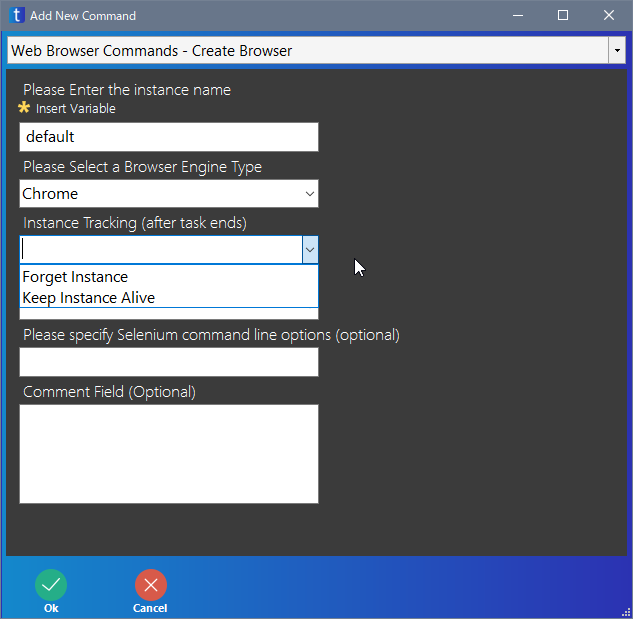 Add New Command
Web Browser Commands - Create Browser
Please Enter the instance name
Insert Variable
default
Please Select a Browser Engine Type
Chrome
Instance Tracking (after task ends)
Forget Instance
Keep Instance Alive
Please specify Selenium command line options (optional)
Comment Field (Optional)
Ok
Cancel